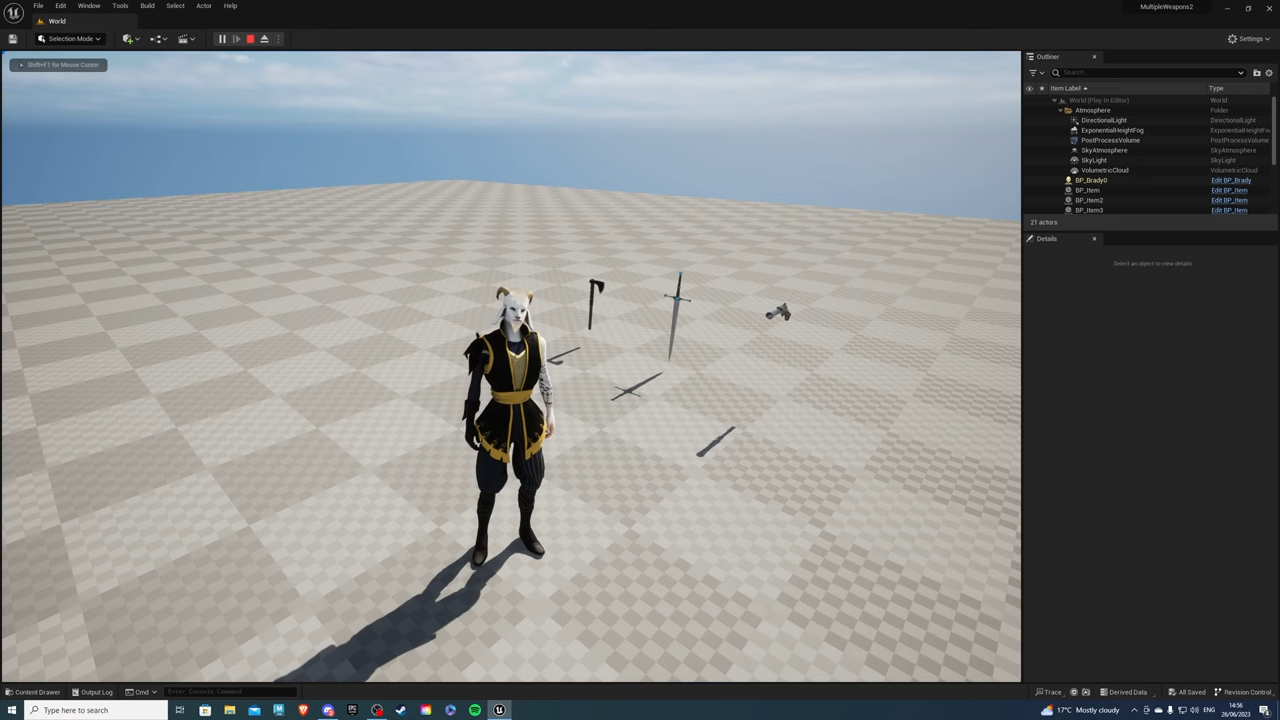 File Edit Window Tools Build Select Actor Help
MultipleWeapons2
World
Selection Mode
Settings
Shift+F1 for Mouse Cursor
Outliner
Search...
Item Label Type
World (Play In Editor) World
Atmosphere Folder
DirectionalLight DirectionalLight
ExponentialHeightFog ExponentialHeightFo
PostProcessVolume PostProcessVolume
SkyAtmosphere SkyAtmosphere
SkyLight SkyLight
VolumetricCloud VolumetricCloud
BP_Brady0 Edit BP_Brady
BP_Item Edit BP_Item
BP_Item2 Edit BP_Item
BP_Item3 Edit BP_Item
21 actors
Details
Select an object to view details.
Content Drawer Output Log Cmd Enter Console Command
Trace Derived Data All Saved Revision Control
Type here to search
17°C Mostly cloudy
ENG
14:56
26/06/2023